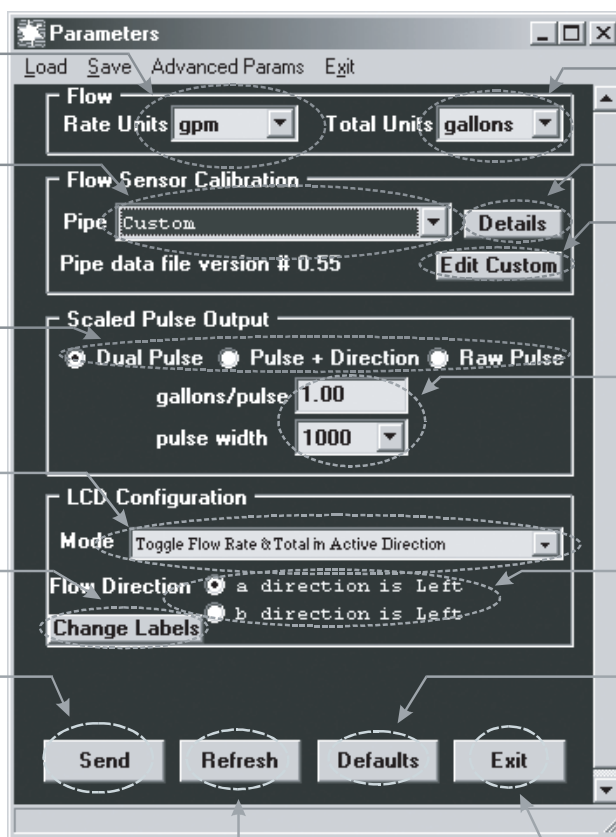 Parameters
Load Save Advanced Params Exit
Flow
Rate Units gpm Total Units gallons
Flow Sensor Calibration
Pipe Custom Details
Pipe data file version # 0.55 Edit Custom
Scaled Pulse Output
Dual Pulse Pulse + Direction Raw Pulse
gallons/pulse 1.00
pulse width 1000
LCD Configuration
Mode Toggle Flow Rate & Total in Active Direction
Flow Direction a direction is Left
b direction is Left
Change Labels
Send Refresh Defaults Exit